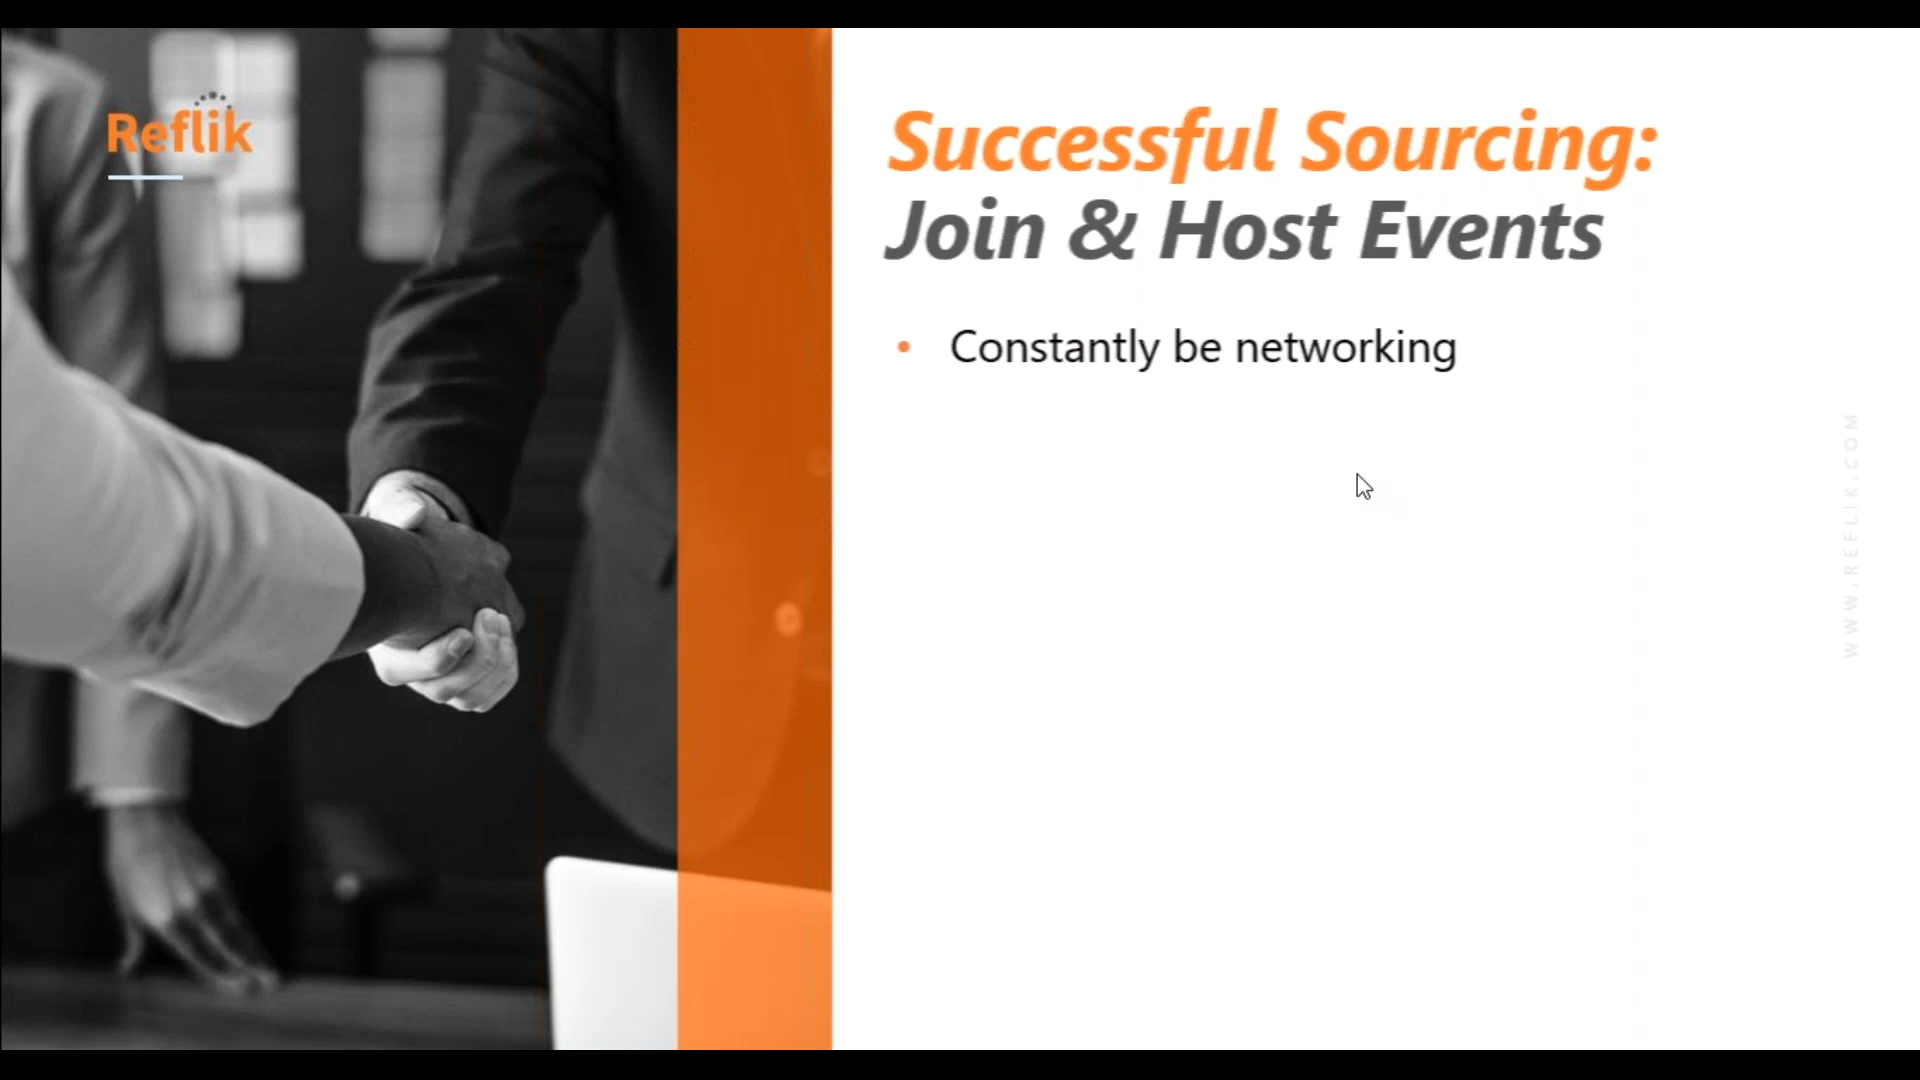 Reflik
Successful Sourcing:
Join & Host Events
• Constantly be networking
WWW.REFLIK.COM